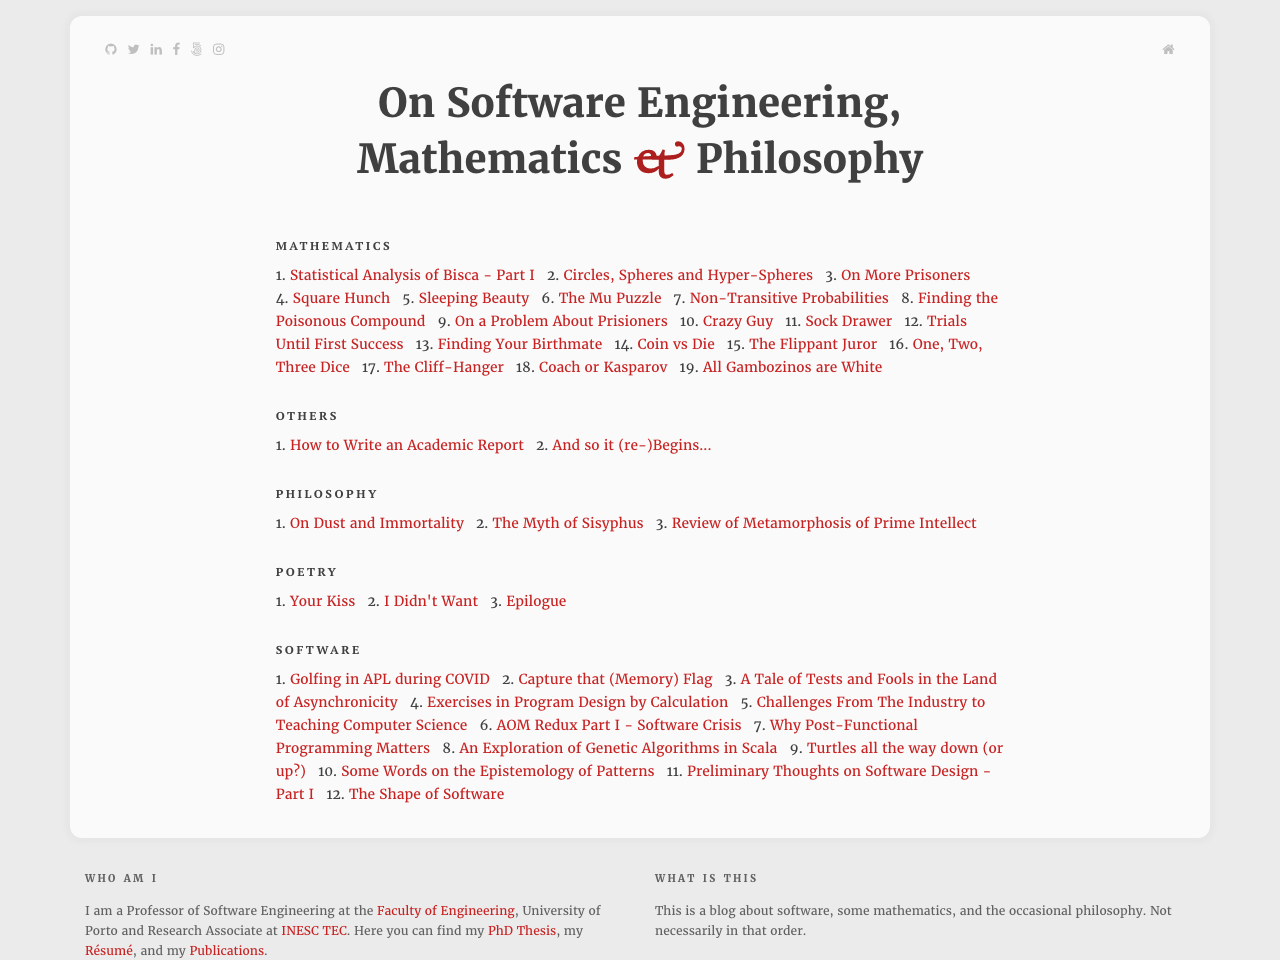 On Software Engineering,
Mathematics & Philosophy
MATHEMATICS
1. Statistical Analysis of Bisca - Part I 2. Circles, Spheres and Hyper-Spheres 3. On More Prisoners
4. Square Hunch 5. Sleeping Beauty 6. The Mu Puzzle 7. Non-Transitive Probabilities 8. Finding the
Poisonous Compound 9. On a Problem About Prisioners 10. Crazy Guy 11. Sock Drawer 12. Trials
Until First Success 13. Finding Your Birthmate 14. Coin vs Die 15. The Flippant Juror 16. One, Two,
Three Dice 17. The Cliff-Hanger 18. Coach or Kasparov 19. All Gambozinos are White
OTHERS
1. How to Write an Academic Report 2. And so it (re-)Begins...
PHILOSOPHY
1. On Dust and Immortality 2. The Myth of Sisyphus 3. Review of Metamorphosis of Prime Intellect
POETRY
1. Your Kiss 2. I Didn't Want 3. Epilogue
SOFTWARE
1. Golfing in APL during COVID 2. Capture that (Memory) Flag 3. A Tale of Tests and Fools in the Land
of Asynchronicity 4. Exercises in Program Design by Calculation 5. Challenges From The Industry to
Teaching Computer Science 6. AOM Redux Part I - Software Crisis 7. Why Post-Functional
Programming Matters 8. An Exploration of Genetic Algorithms in Scala 9. Turtles all the way down (or
up?) 10. Some Words on the Epistemology of Patterns 11. Preliminary Thoughts on Software Design -
Part I 12. The Shape of Software
WHO AM I
I am a Professor of Software Engineering at the Faculty of Engineering, University of
Porto and Research Associate at INESC TEC. Here you can find my PhD Thesis, my
Résumé, and my Publications.
WHAT IS THIS
This is a blog about software, some mathematics, and the occasional philosophy. Not
necessarily in that order.